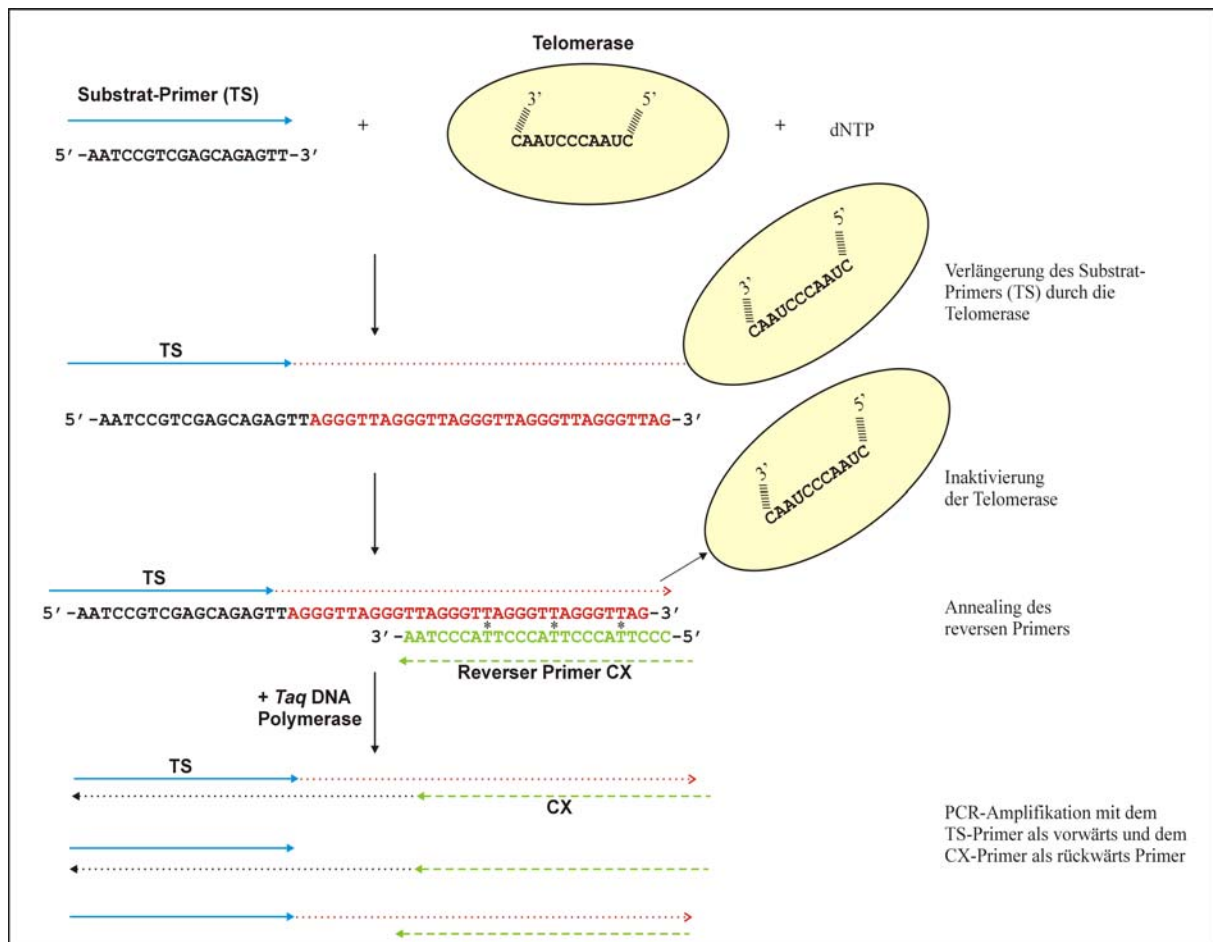 Telomerase
Substrat-Primer (TS)
3'
5'
+
+
dNTP
CAAUCCCAAUC
5'-AATCCGTCGAGCAGAGTT-3'
5'
3'
CAAUCCCAAUC
Verlängerung des Substrat-
Primers (TS) durch die
Telomerase
TS
5'-AATCCGTCGAGCAGAGTTAGGGTTAGGGTTAGGGTTAGGGTTAGGGTTAG-3'
5'
3'
CAAUCCCAAUC
Inaktivierung
der Telomerase
TS
5'-AATCCGTCGAGCAGAGTTAGGGTTAGGGTTAGGGTTAGGGTTAGGGTTAG-3'
* * *
3'-AATCCCATTCCCATTCCCATTCCC-5'
Annealing des
reversen Primers
Reverser Primer CX
+ Taq DNA
Polymerase
TS
CX
PCR-Amplifikation mit dem
TS-Primer als vorwärts und dem
CX-Primer als rückwärts Primer